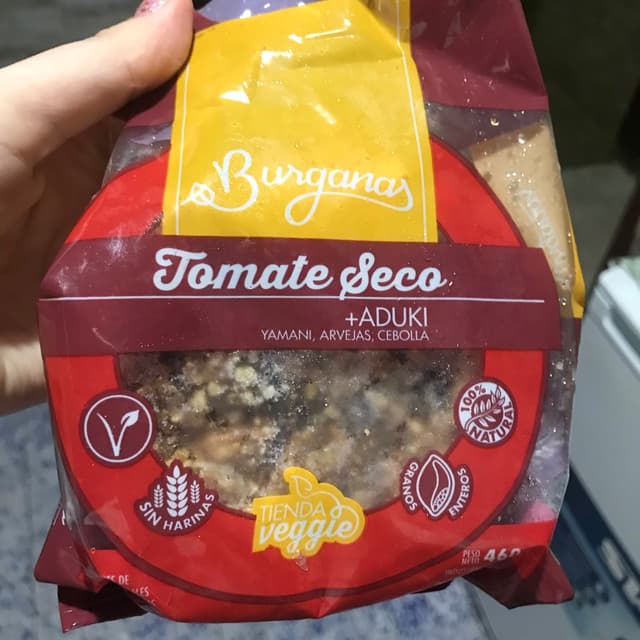 Burganas
Tomate Seco
+ADUKI
YAMANI, ARVEJAS, CEBOLLA
100%
NATURAL
SIN HARINAS
GRANOS
ENTEROS
TIENDA
veggie
PESO
NETO